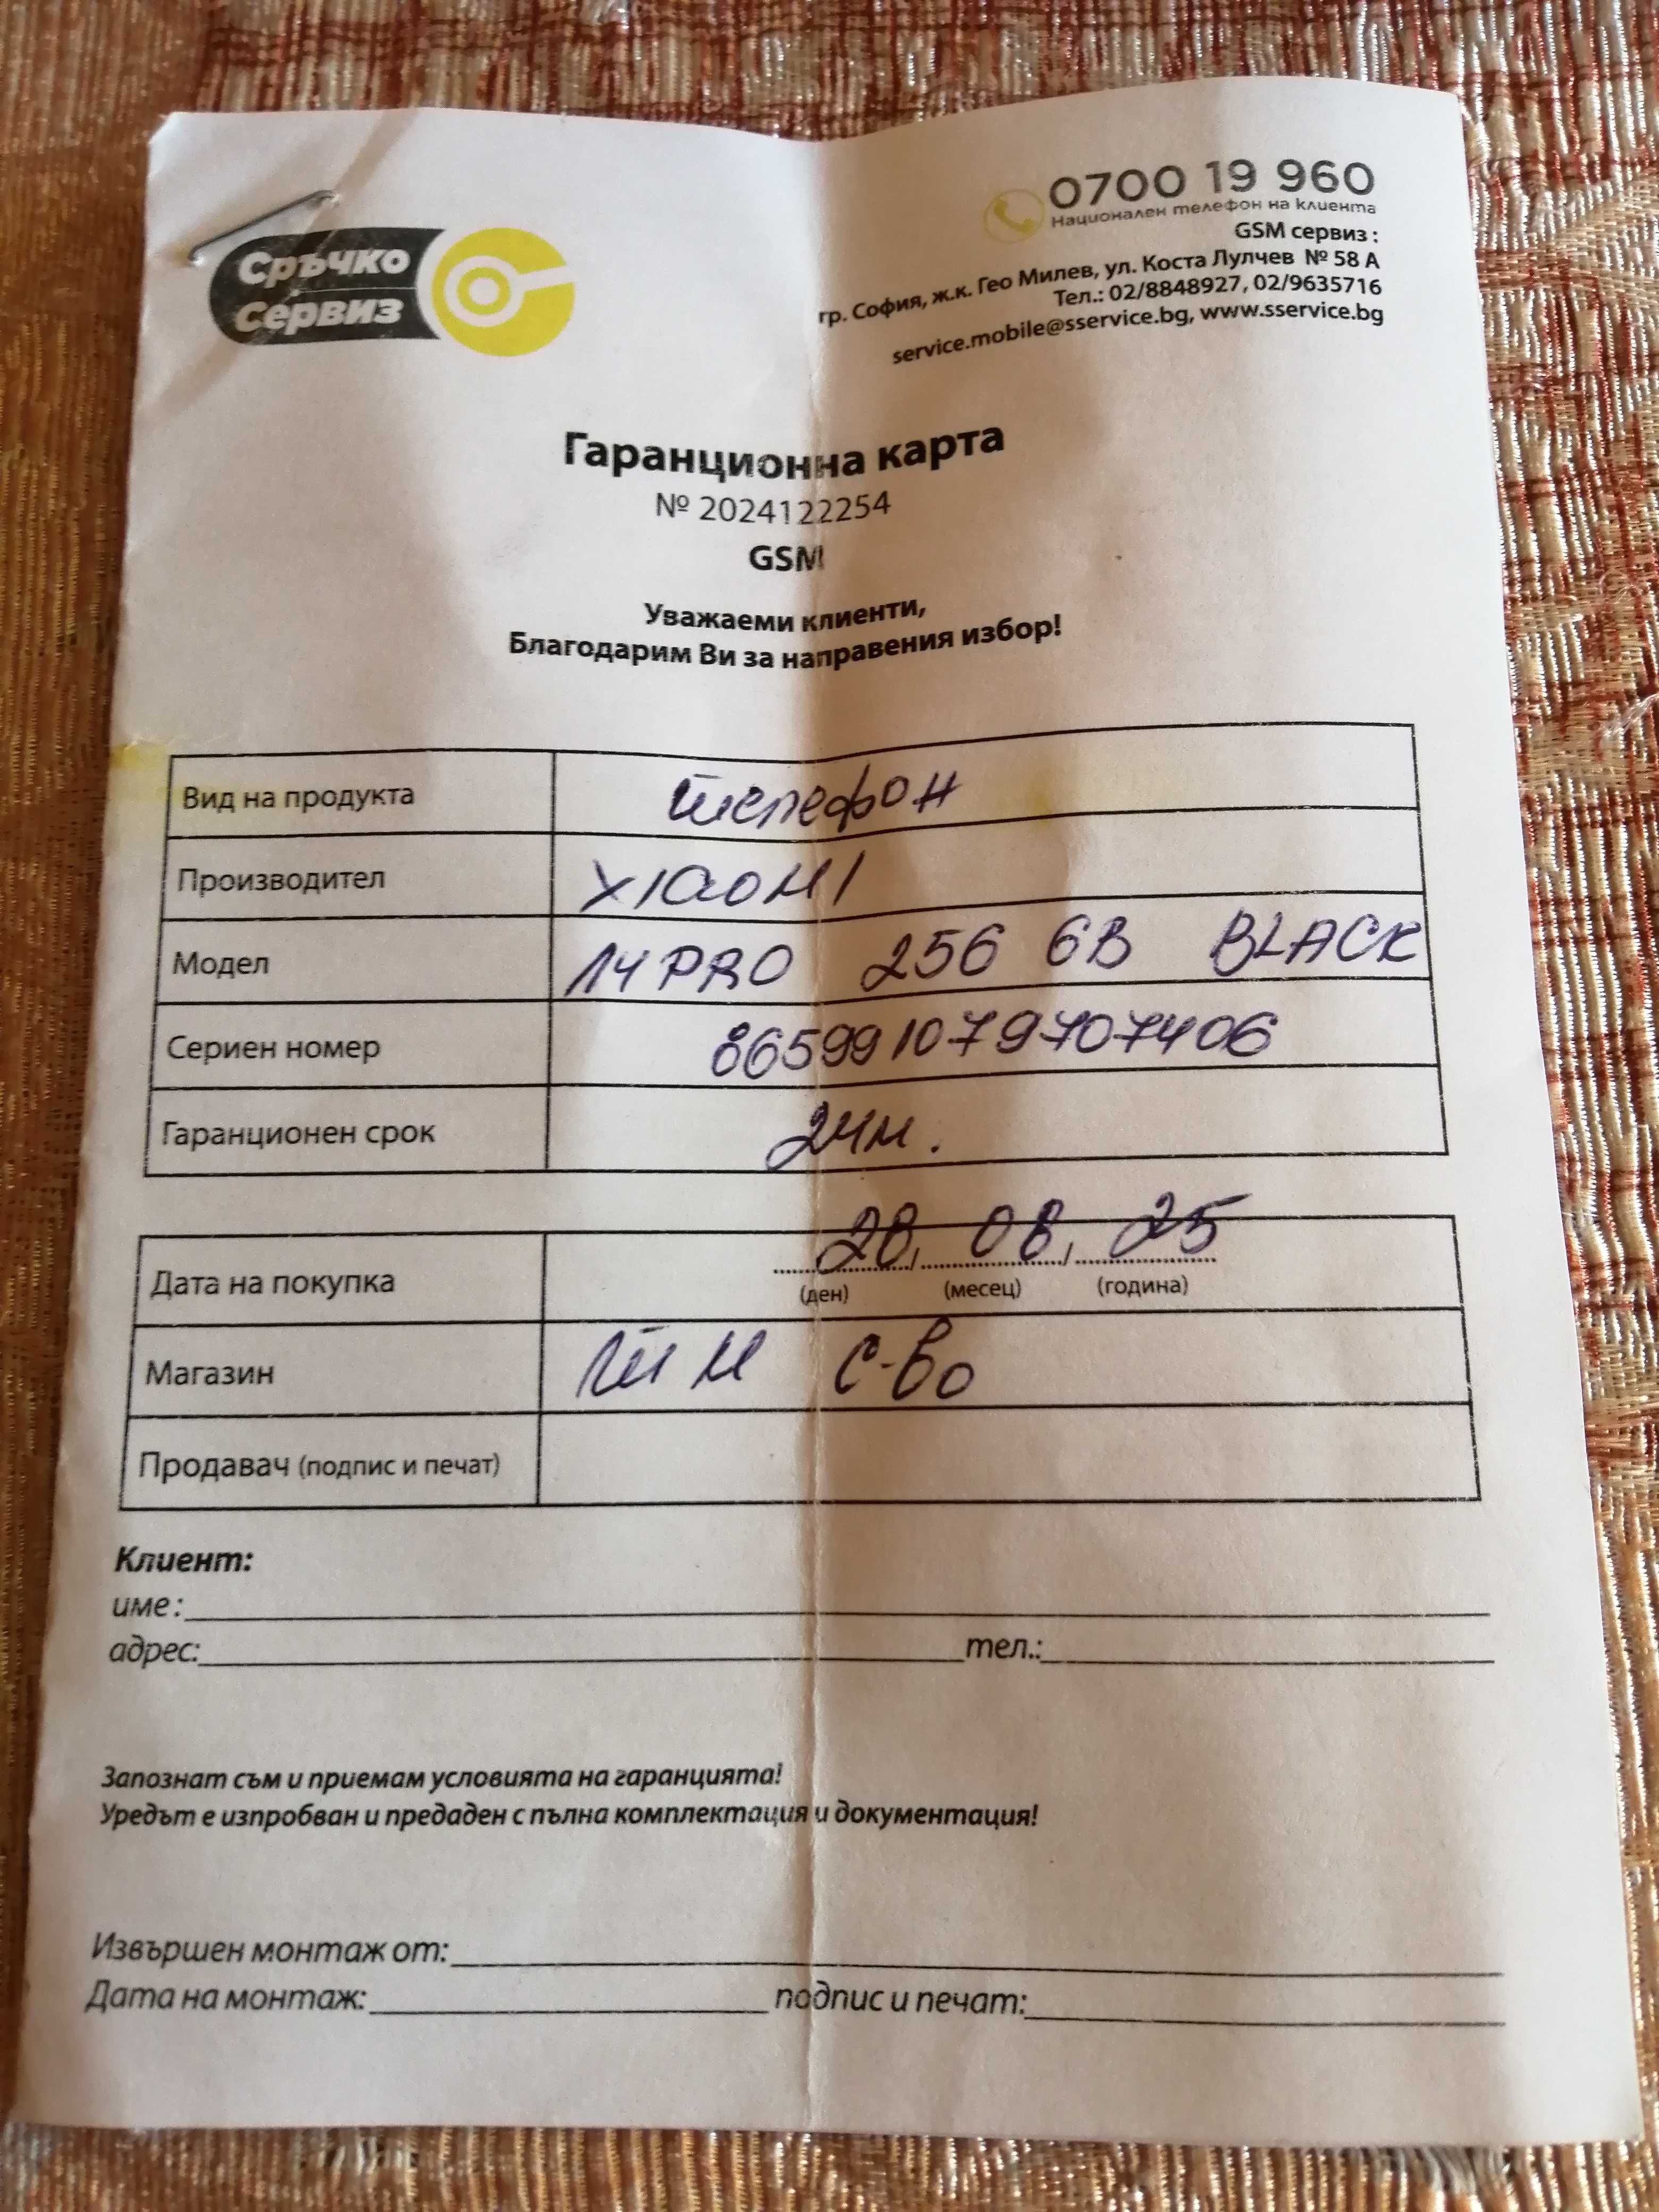 Сръчко
Сервиз
0700 19 960
Национален телефон на клиента
GSM сервиз :
гр. София, ж.к. Гео Милев, ул. Коста Лулчев № 58 А
Тел.: 02/8848927, 02/9635716
service.mobile@sservice.bg, www.sservice.bg
Гаранционна карта
№ 2024122254
GSM
Уважаеми клиенти,
Благодарим Ви за направения избор!
Вид на продукта телефон
Производител XIAOMI
Модел 14 PRO 256 GB BLACK
Сериен номер 865991079707406
Гаранционен срок 24м.
Дата на покупка 28, 08, 25
(ден) (месец) (година)
Магазин С-во
Продавач (подпис и печат)
Клиент:
име:
адрес: тел.:
Запознат съм и приемам условията на гаранцията!
Уредът е изпробван и предаден с пълна комплектация и документация!
Извършен монтаж от:
Дата на монтаж: подпис и печат: